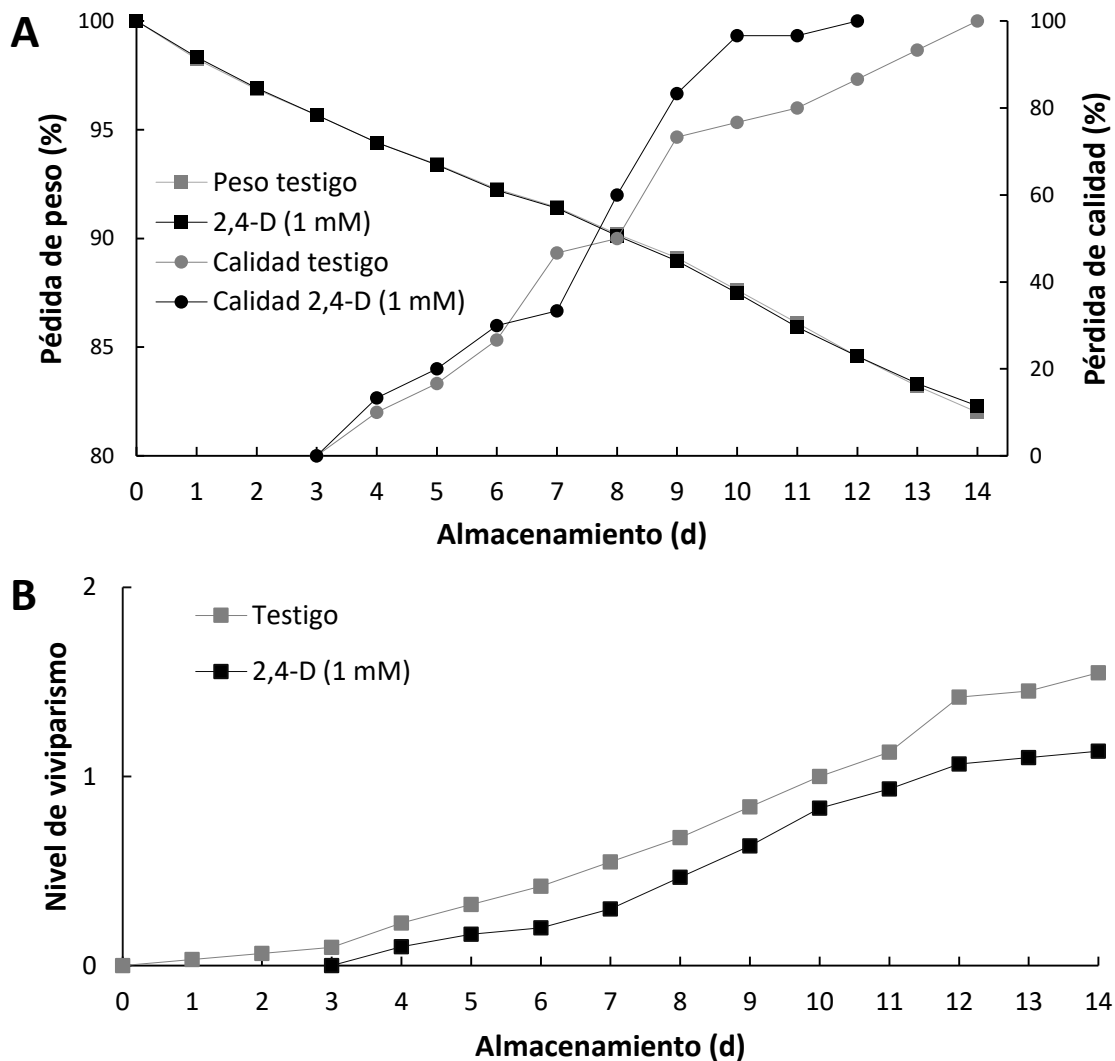 A
Pédida de peso (%)
100
95
90
85
80
Peso testigo
2,4-D (1 mM)
Calidad testigo
Calidad 2,4-D (1 mM)
100
80
60
40
20
0
Pérdida de calidad (%)
0 1 2 3 4 5 6 7 8 9 10 11 12 13 14
Almacenamiento (d)
B
Nivel de viviparismo
2
1
0
Testigo
2,4-D (1 mM)
0 1 2 3 4 5 6 7 8 9 10 11 12 13 14
Almacenamiento (d)